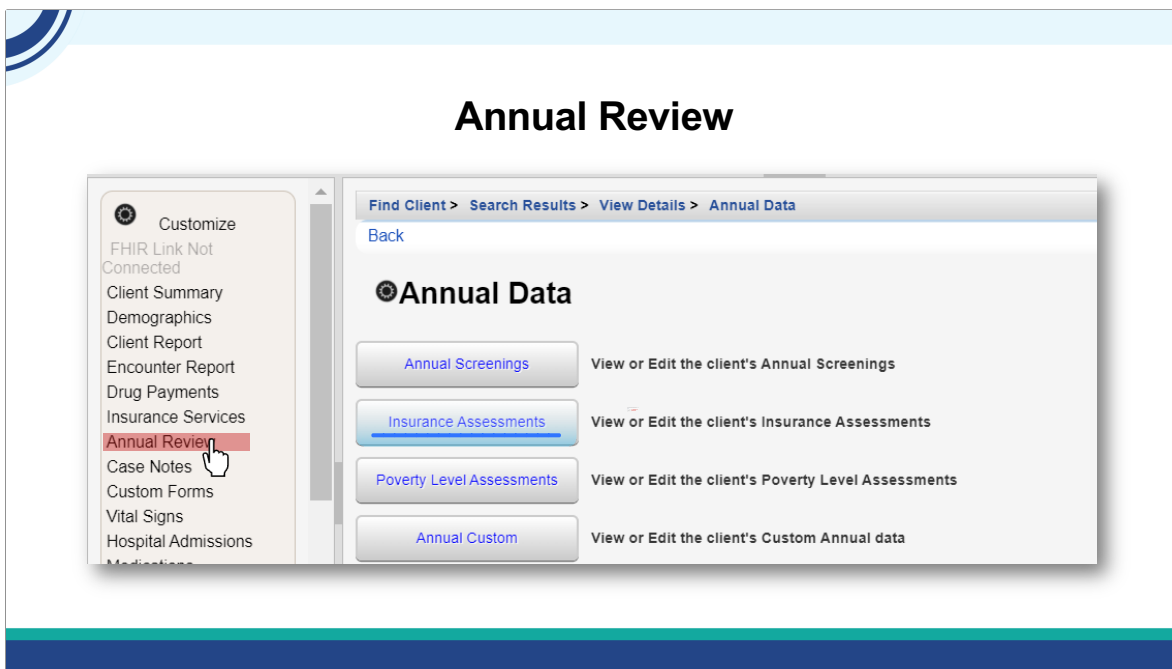 Annual Review
Customize
FHIR Link Not
Connected
Client Summary
Demographics
Client Report
Encounter Report
Drug Payments
Insurance Services
Annual Review
Case Notes
Custom Forms
Vital Signs
Hospital Admissions
Medications
Find Client > Search Results > View Details > Annual Data
Back
Annual Data
Annual Screenings View or Edit the client's Annual Screenings
Insurance Assessments View or Edit the client's Insurance Assessments
Poverty Level Assessments View or Edit the client's Poverty Level Assessments
Annual Custom View or Edit the client's Custom Annual data